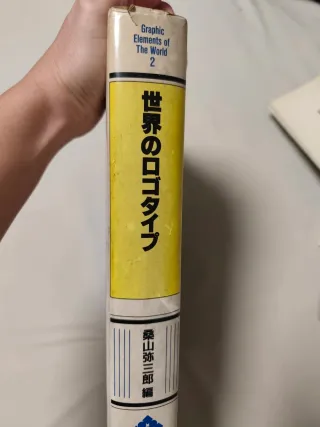 Graphic
Elements of
The World
2
世界のロゴタイプ
桑山弥三郎 編